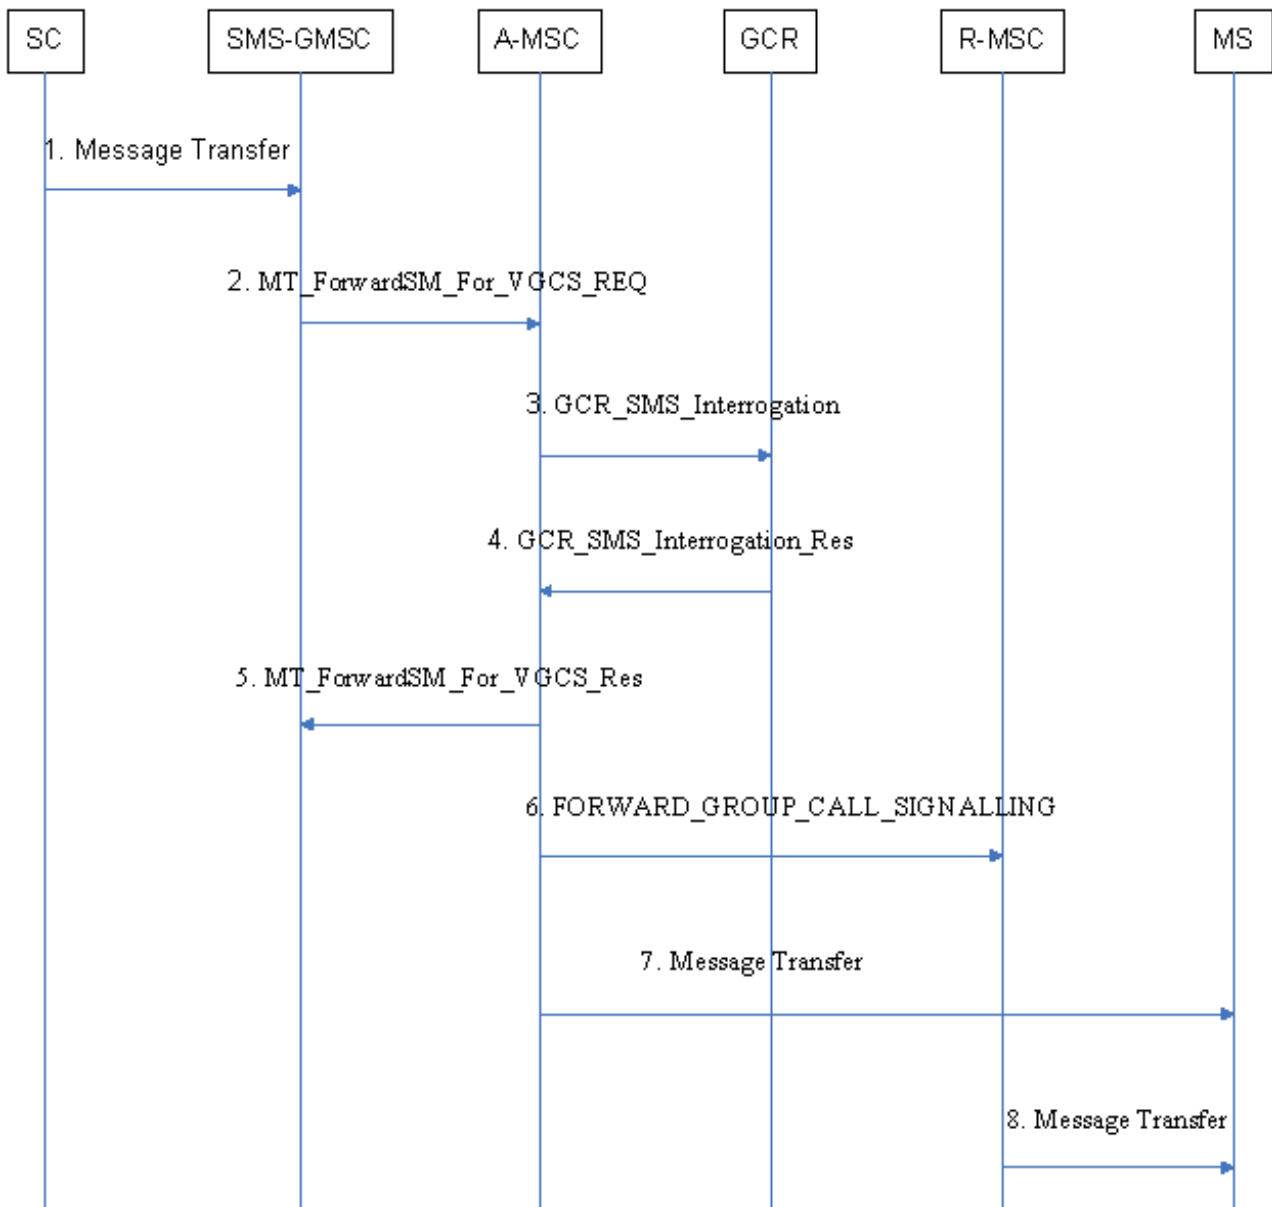 SC SMS-GMSC A-MSC GCR R-MSC MS
1. Message Transfer
2. MT_ForwardSM_For_VGCS_REQ
3. GCR_SMS_Interrogation
4. GCR_SMS_Interrogation_Res
5. MT_ForwardSM_For_VGCS_Res
6. FORWARD_GROUP_CALL_SIGNALLING
7. Message Transfer
8. Message Transfer